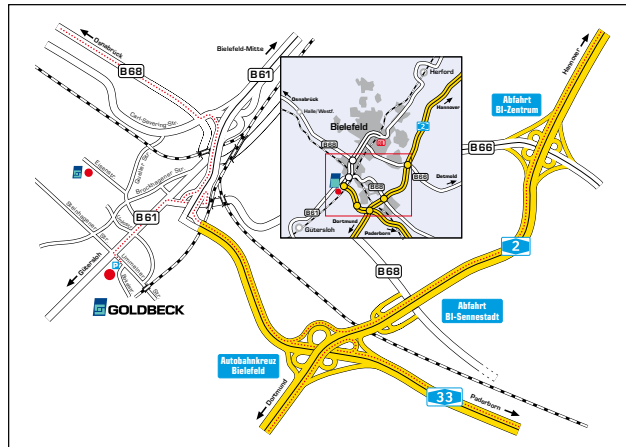 Osnabrück
B68
Bielefeld-Mitte
B61
Carl-Severing Str.
Brockhagener Str.
B61
Gütersloh
P
GOLDBECK
Herford
Osnabrück
Halle/Westf.
Hannover
Bielefeld
2
B68
B66
B68
Detmold
B61
Gütersloh
Dortmund
Paderborn
Hannover
Abfahrt
BI-Zentrum
B66
2
B68
Abfahrt
BI-Sennestadt
Autobahnkreuz
Bielefeld
Dortmund
33
Paderborn